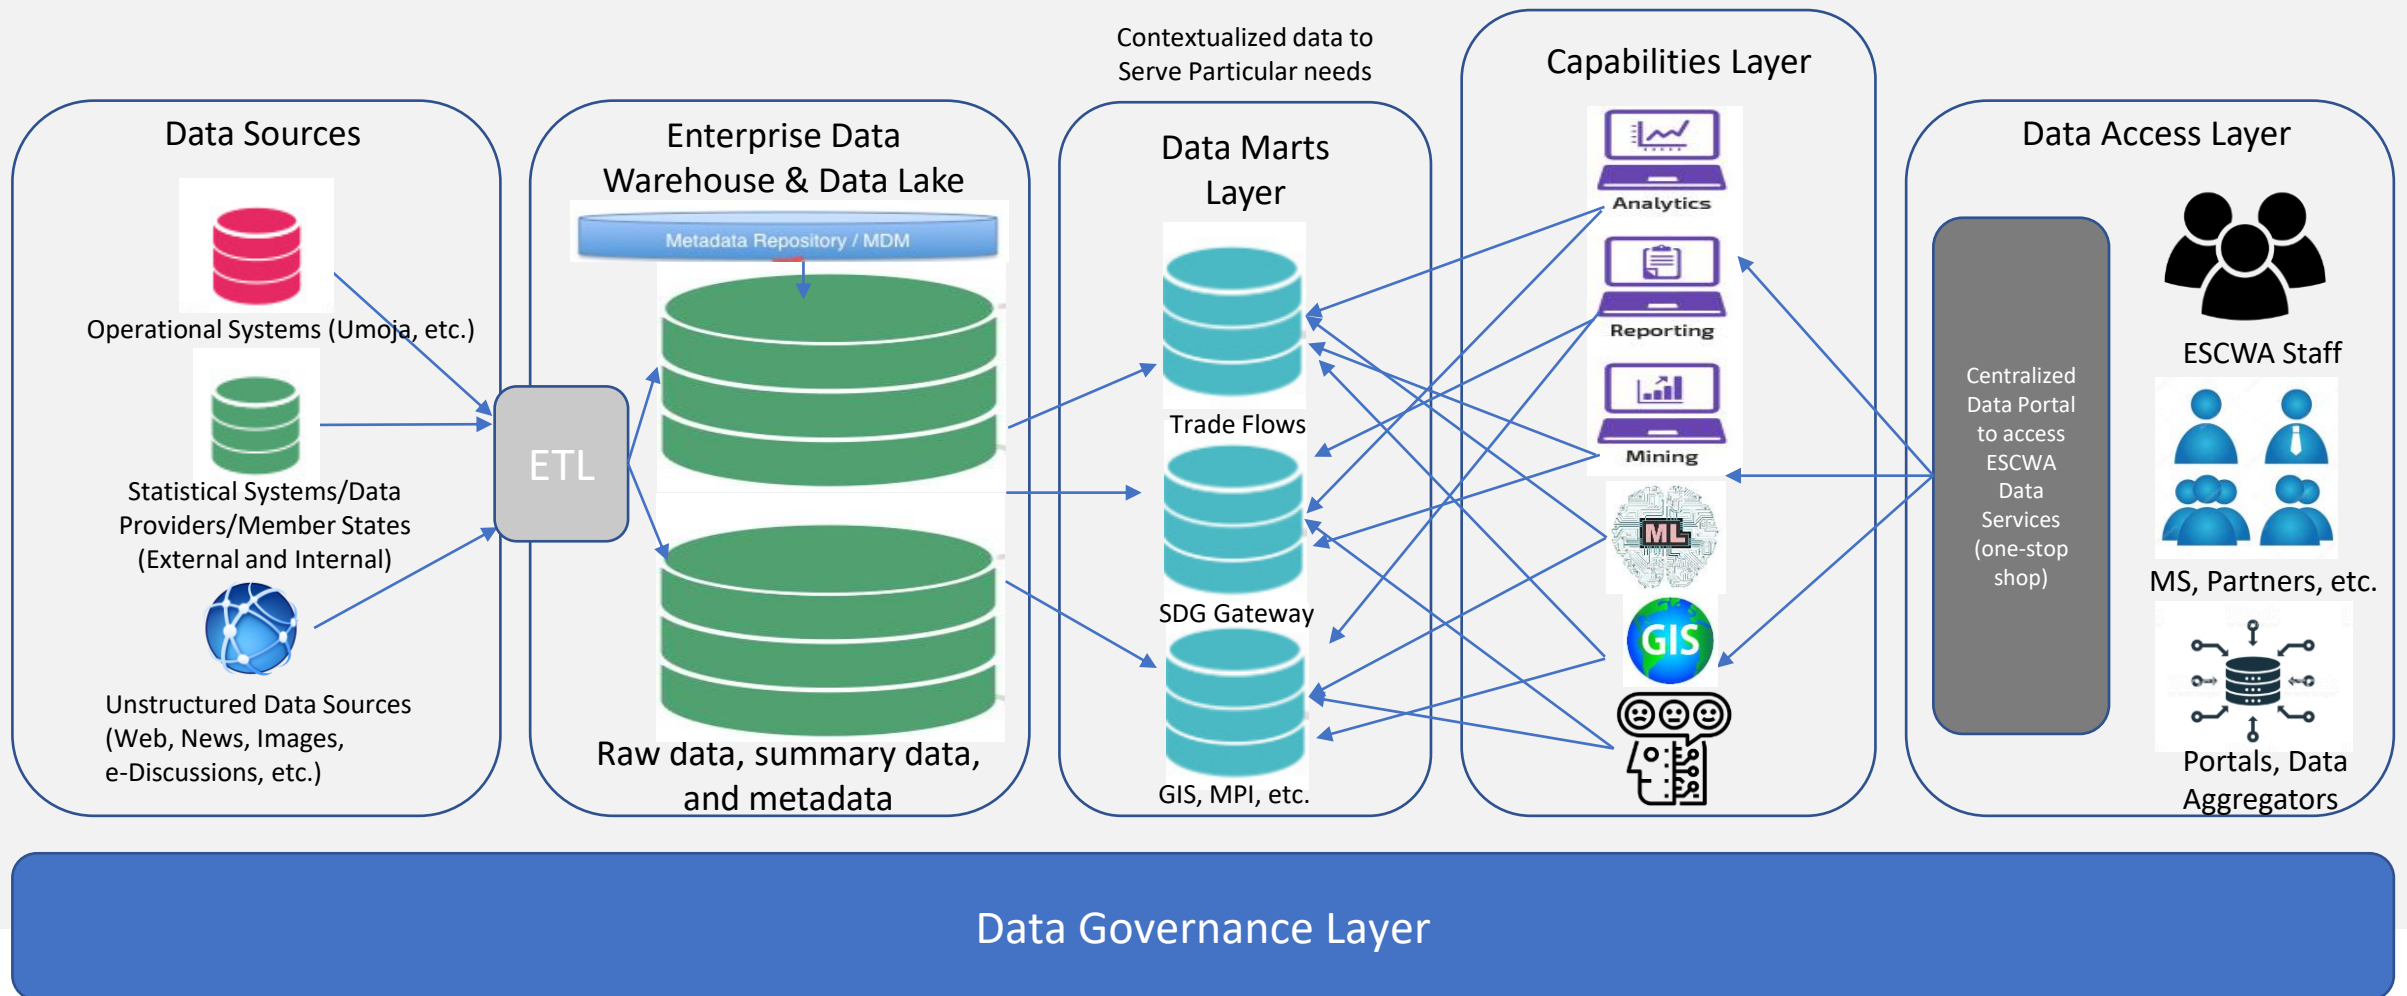 Contextualized data to
Serve Particular needs
Data Sources
Operational Systems (Umoja, etc.)
Statistical Systems/Data
Providers/Member States
(External and Internal)
Unstructured Data Sources
(Web, News, Images,
e-Discussions, etc.)
ETL
Enterprise Data
Warehouse & Data Lake
Metadata Repository / MDM
Raw data, summary data,
and metadata
Data Marts
Layer
Trade Flows
SDG Gateway
GIS, MPI, etc.
Capabilities Layer
Analytics
Reporting
Mining
ML
GIS
Data Access Layer
Centralized
Data Portal
to access
ESCWA
Data
Services
(one-stop
shop)
ESCWA Staff
MS, Partners, etc.
Portals, Data
Aggregators
Data Governance Layer